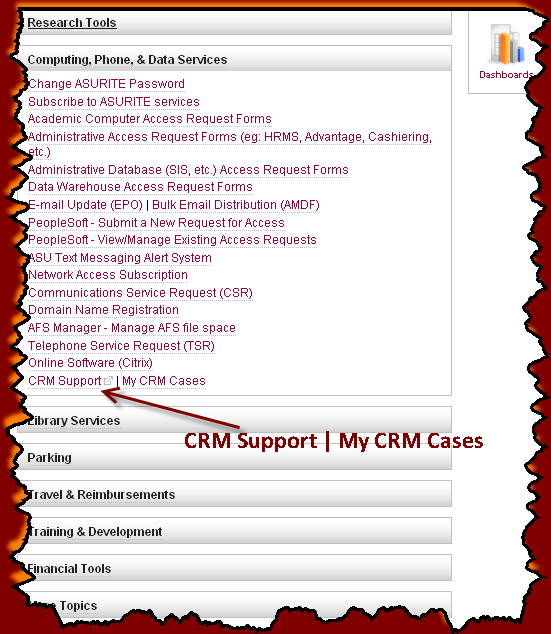 Research Tools
Computing, Phone, & Data Services
Change ASURITE Password
Subscribe to ASURITE services
Academic Computer Access Request Forms
Administrative Access Request Forms (eg: HRMS, Advantage, Cashiering,
etc.)
Administrative Database (SIS, etc.) Access Request Forms
Data Warehouse Access Request Forms
E-mail Update (EPO) | Bulk Email Distribution (AMDF)
PeopleSoft - Submit a New Request for Access
PeopleSoft - View/Manage Existing Access Requests
ASU Text Messaging Alert System
Network Access Subscription
Communications Service Request (CSR)
Domain Name Registration
AFS Manager - Manage AFS file space
Telephone Service Request (TSR)
Online Software (Citrix)
CRM Support | My CRM Cases
CRM Support | My CRM Cases
Library Services
Parking
Travel & Reimbursements
Training & Development
Financial Tools
Topics
Dashboards